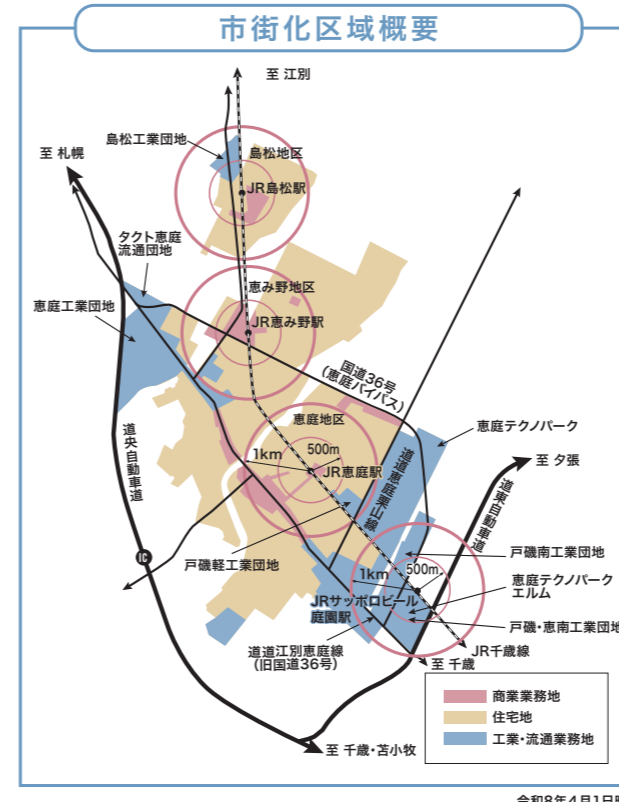 市街化区域概要
至 江別
島松工業団地
島松地区
至 札幌
JR島松駅
タクト恵庭
流通団地
恵み野地区
恵庭工業団地
JR恵み野駅
国道36号
(恵庭バイパス)
恵庭地区
恵庭テクノパーク
1km
500m
道央自動車道
JR恵庭駅
道道恵庭栗山線
至 夕張
道東自動車道
IC
戸磯軽工業団地
戸磯南工業団地
1km
500m
恵庭テクノパーク
エルム
JRサッポロビール
庭園駅
戸磯・恵南工業団地
道道江別恵庭線
(旧国道36号)
JR千歳線
至 千歳
商業業務地
住宅地
工業・流通業務地
至 千歳・苫小牧